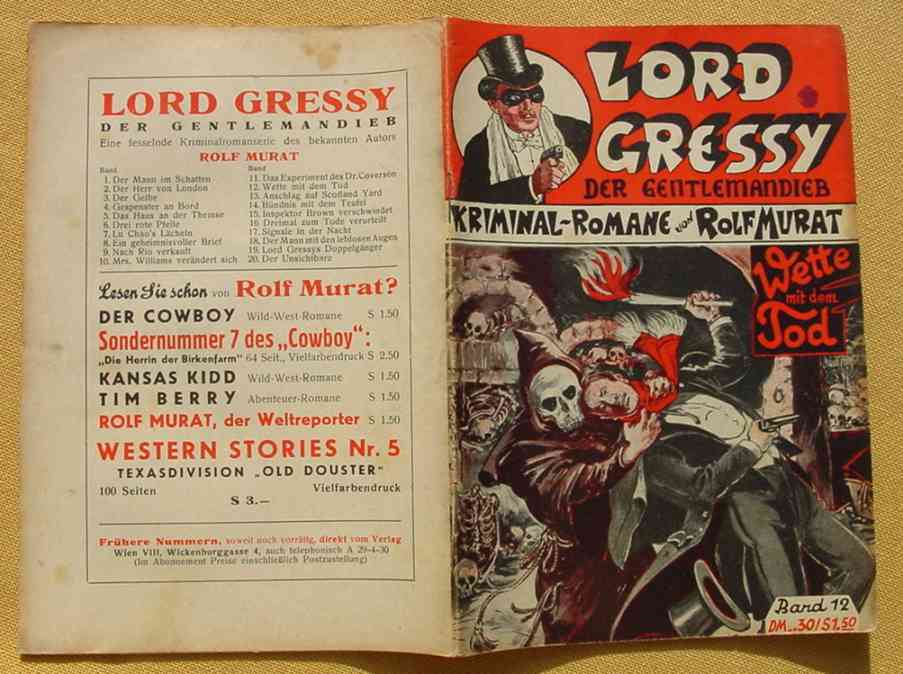 LORD GRESSY
DER GENTLEMANDIEB
Eine fesselnde Kriminalromanserie des bekannten Autors
ROLF MURAT
Band
1. Der Mann im Schatten
2. Der Herr von London
3. Der Gelbe
4. Gespenster an Bord
5. Das Haus an der Themse
6. Drei rote Pfeile
7. Lu Chao's Lächeln
8. Ein geheimnisvoller Brief
9. Nach Rio verkauft
10. Mrs. Williams verändert sich
Band
11. Das Experiment des Dr. Coversen
12. Wette mit dem Tod
13. Anschlag auf Scotland Yard
14. Bündnis mit dem Teufel
15. Inspektor Brown verschwindet
16. Dreimal zum Tode verurteilt
17. Signale in der Nacht
18. Der Mann mit den leblosen Augen
19. Lord Gressys Doppelgänger
20. Der Unsichtbare
Lesen Sie schon von Rolf Murat?
DER COWBOY Wild-West-Romane S 1.50
Sondernummer 7 des „Cowboy“:
„Die Herrin der Birkenfarm“ 64 Seit., Vielfarbendruck S 2.50
KANSAS KIDD Wild-West-Romane S 1.50
TIM BERRY Abenteuer-Romane S 1.50
ROLF MURAT, der Weltreporter S 1.50
WESTERN STORIES Nr. 5
TEXASDIVISION „OLD DOUSTER“
100 Seiten Vielfarbendruck
S 3.—
Frühere Nummern, soweit noch vorrätig, direkt vom Verlag
Wien VIII, Wickenburggasse 4, auch telephonisch A 29-4-30
(Im Abonnement Preise einschließlich Postzustellung)
LORD
GRESSY
DER GENTLEMANDIEB
KRIMINAL-ROMANE von ROLF MURAT
Wette
mit dem
Tod
Band 12
DM -.30/S1.50